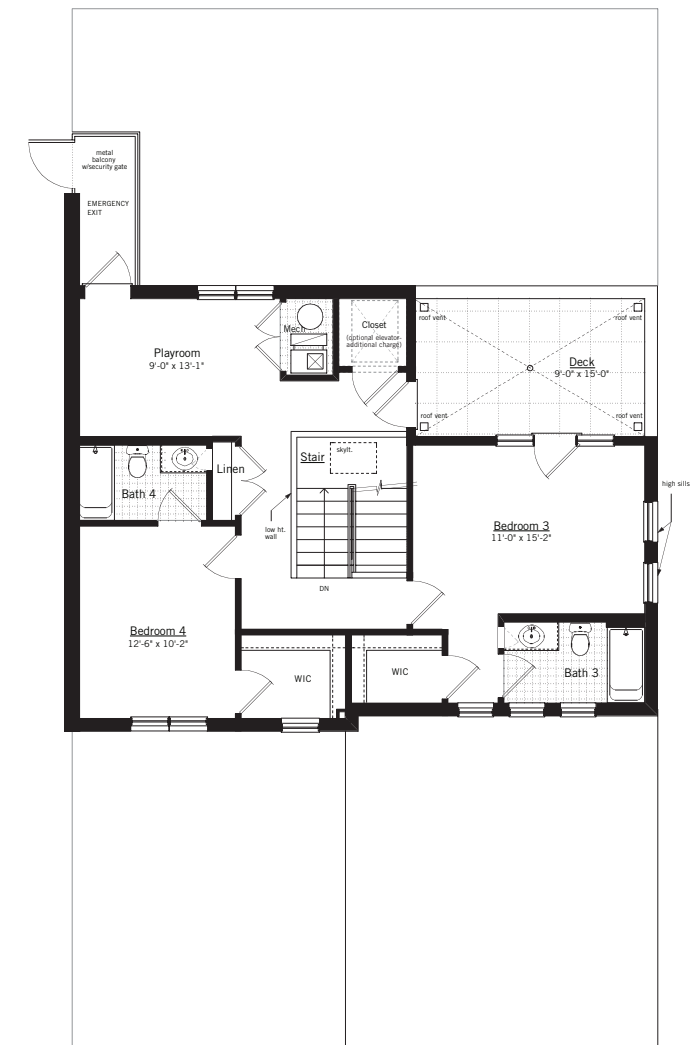 metal
balcony
w/security gate
EMERGENCY
EXIT
Mech
Closet
(optional elevator-
additional charge)
roof vent
roof vent
Playroom
9'-0" x 13'-1"
Deck
9'-0" x 15'-0"
roof vent
roof vent
Stair
skylt.
Linen
Bath 4
high sills
low ht.
wall
Bedroom 3
11'-0" x 15'-2"
DN
Bedroom 4
12'-6" x 10'-2"
WIC
WIC
Bath 3